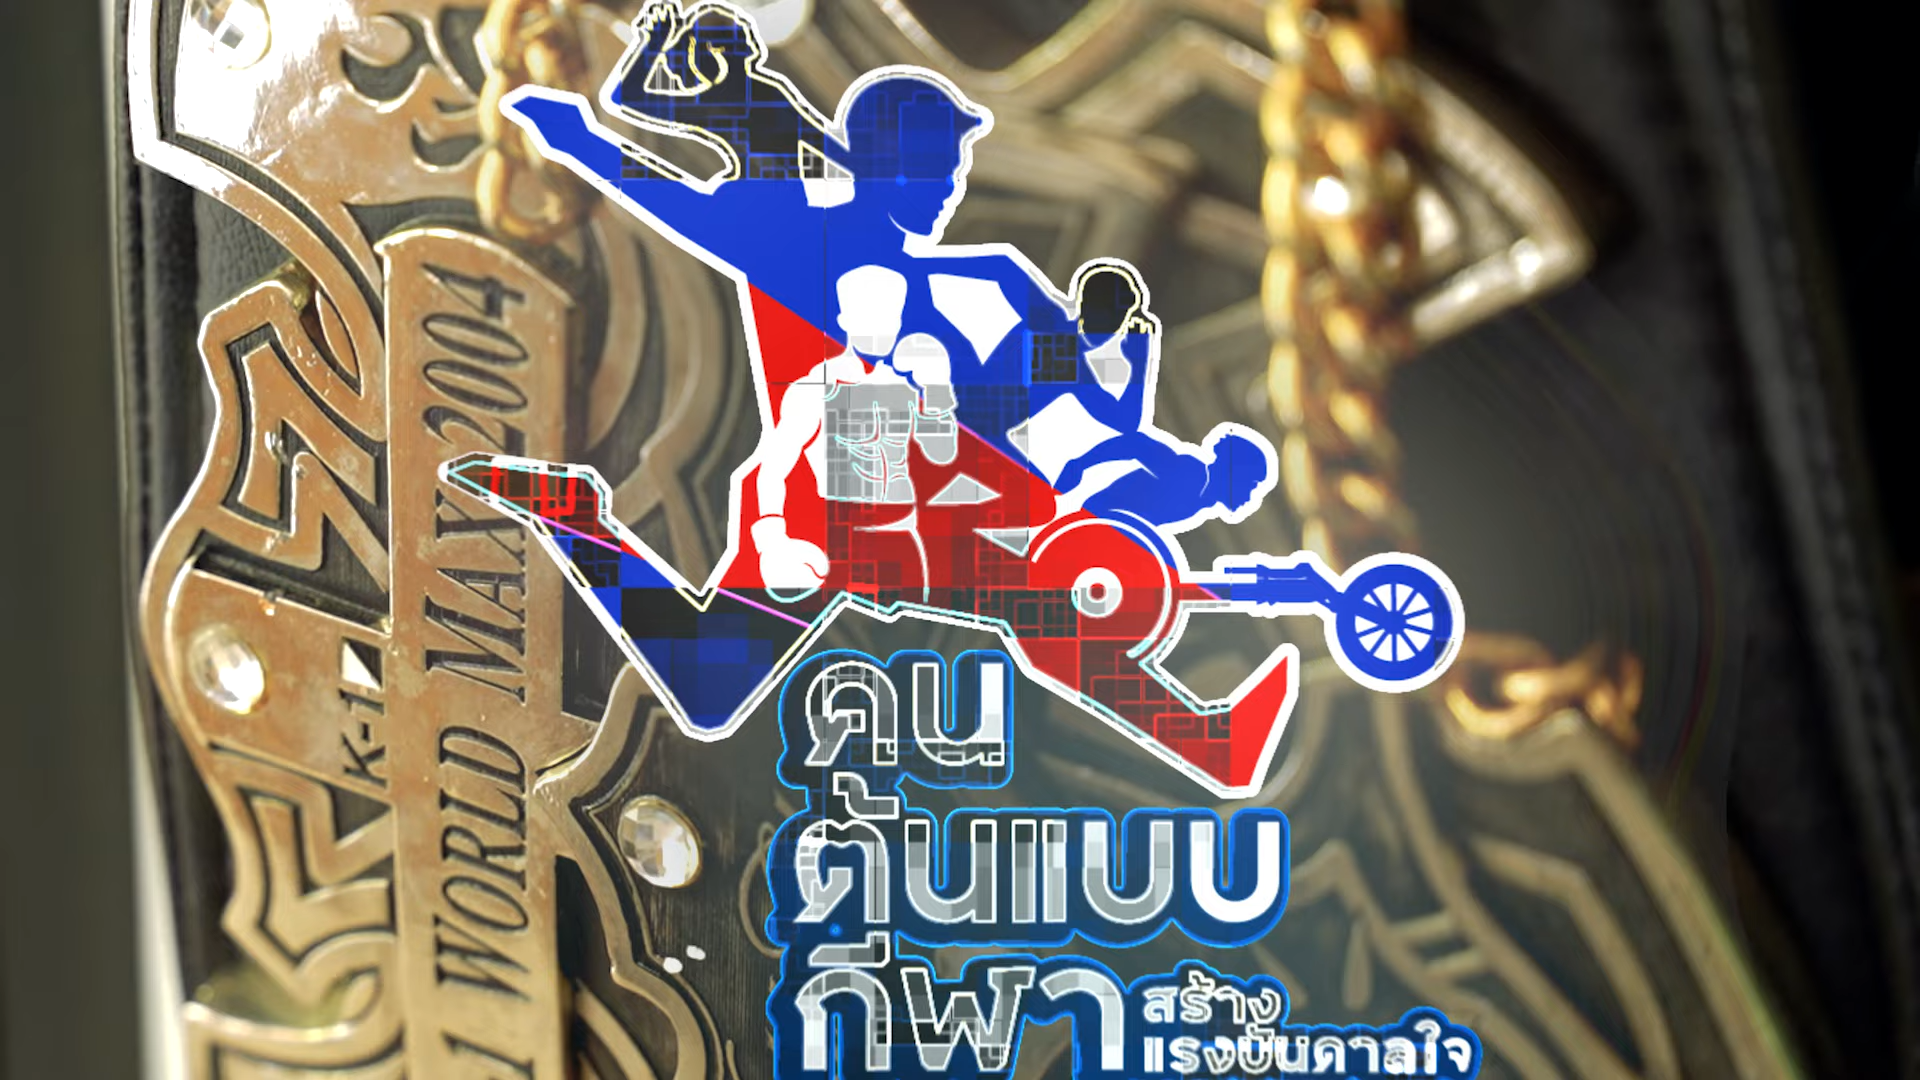 K-1
K-1 WORLD MAX 2004
คน
ต้นแบบ
กีฬา
สร้าง
แรงบันดาลใจ